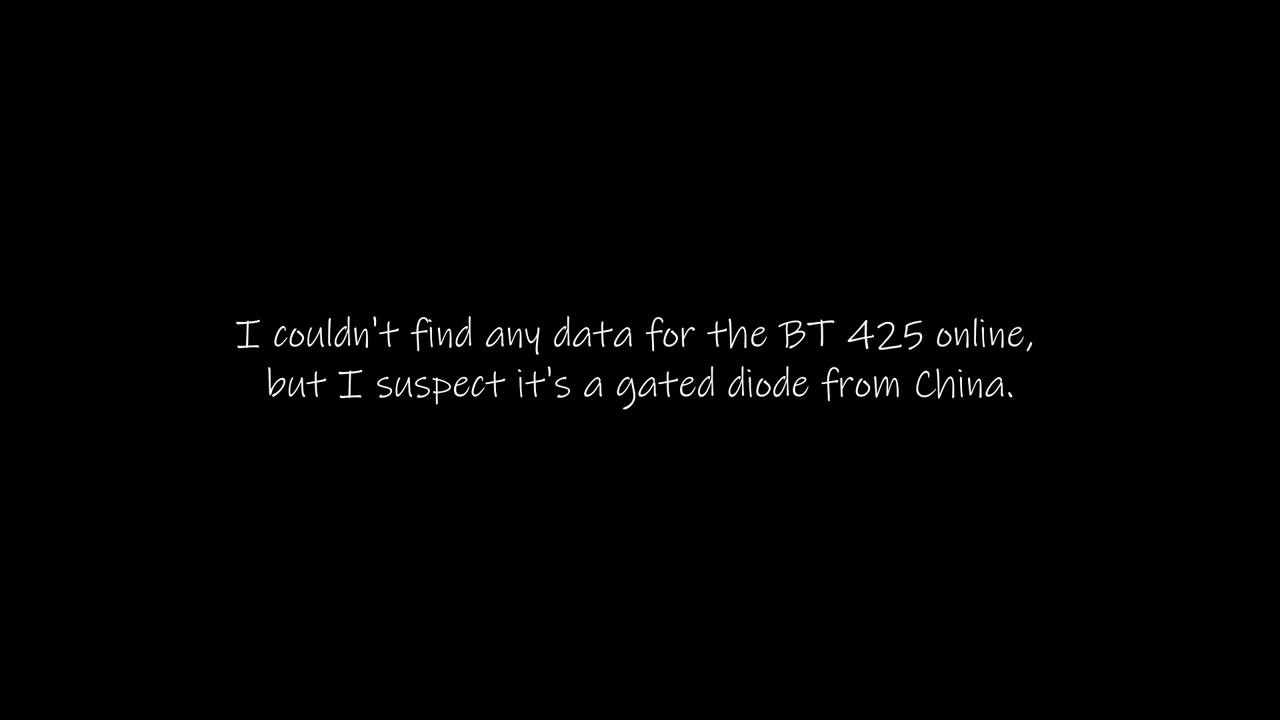 I couldn't find any data for the BT 425 online,
but I suspect it's a gated diode from China.